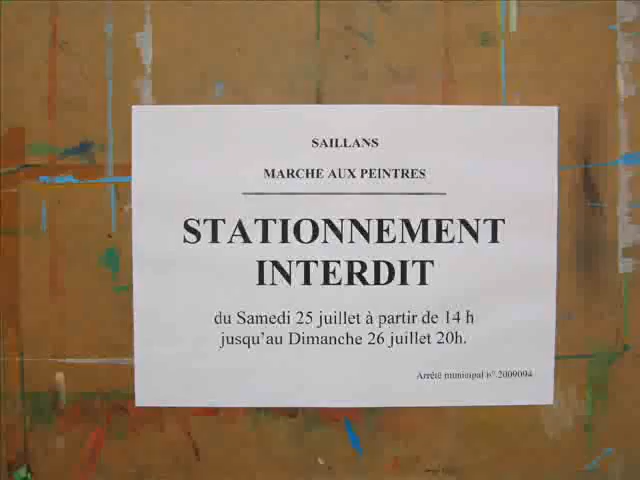 SAILLANS
MARCHE AUX PEINTRES
STATIONNEMENT
INTERDIT
du Samedi 25 juillet à partir de 14 h
jusqu'au Dimanche 26 juillet 20h.
Arrêté municipal n° 2009094